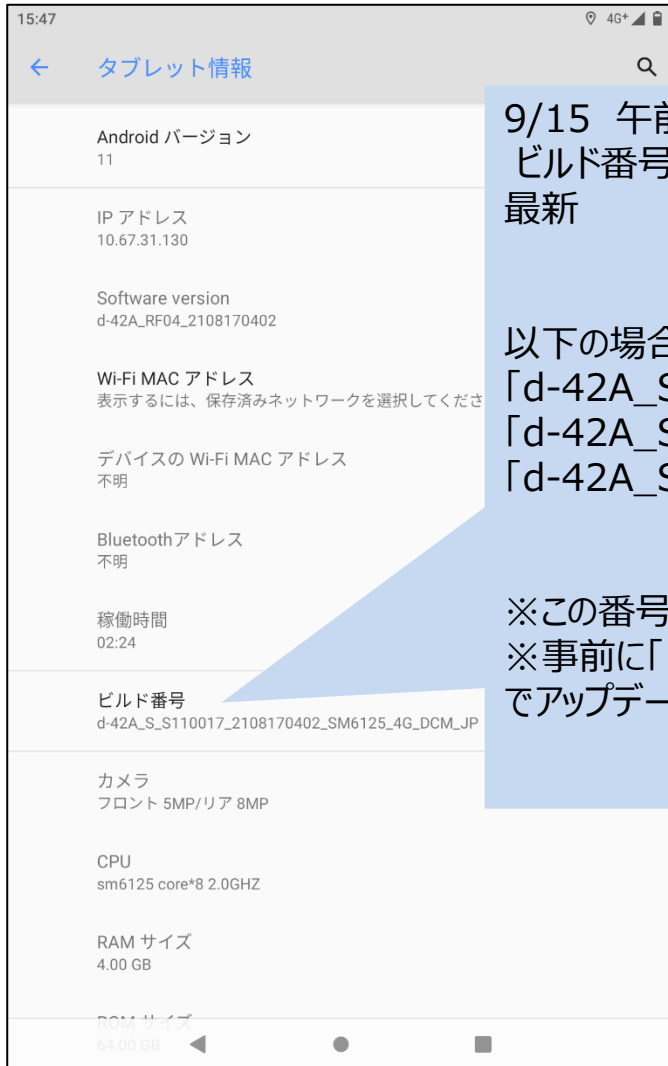 15:47
4G+
タブレット情報
Android バージョン
11
IP アドレス
10.67.31.130
Software version
d-42A_RF04_2108170402
Wi-Fi MAC アドレス
表示するには、保存済みネットワークを選択してくださ
デバイスの Wi-Fi MAC アドレス
不明
Bluetoothアドレス
不明
稼働時間
02:24
ビルド番号
d-42A_S_S110017_2108170402_SM6125_4G_DCM_JP
カメラ
フロント 5MP/リア 8MP
CPU
sm6125 core*8 2.0GHZ
RAM サイズ
4.00 GB
ROM サイズ
64.00 GB
9/15 午前
ビルド番号
最新
以下の場合
「d-42A_S
「d-42A_S
「d-42A_S
※この番号
※事前に「
でアップデー